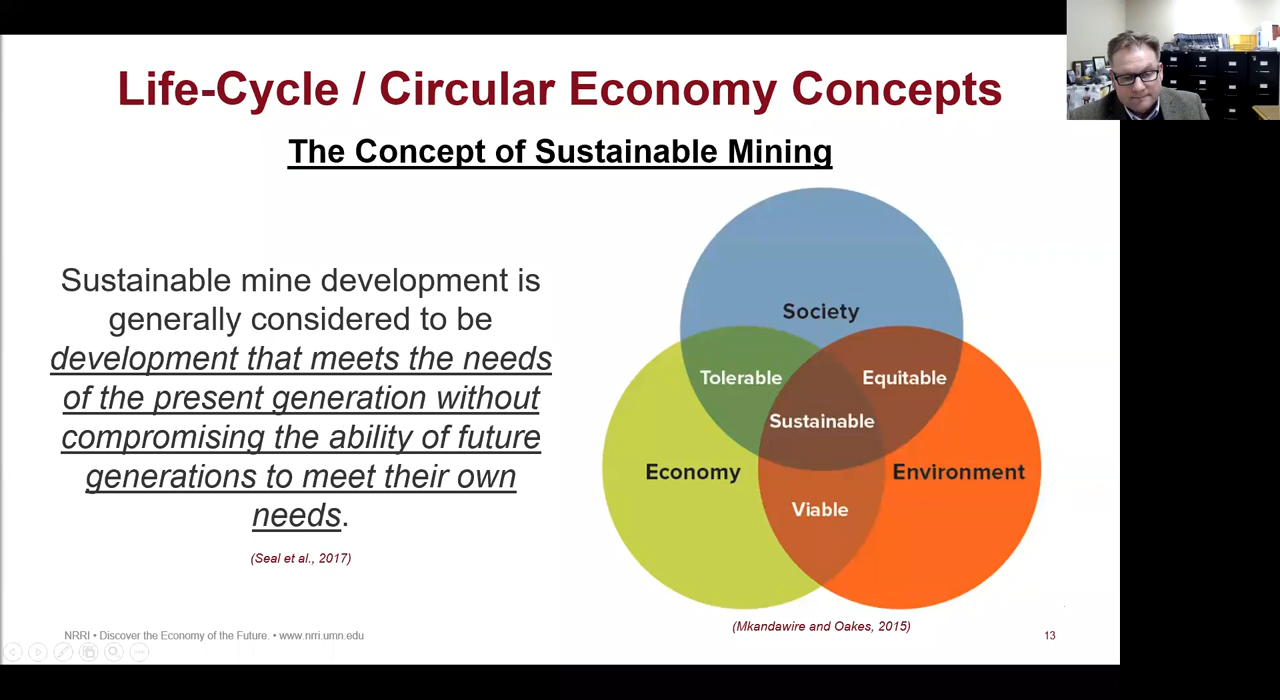 Life-Cycle / Circular Economy Concepts
The Concept of Sustainable Mining
Sustainable mine development is
generally considered to be
development that meets the needs
of the present generation without
compromising the ability of future
generations to meet their own
needs.
(Seal et al., 2017)
Society
Tolerable
Equitable
Sustainable
Economy
Environment
Viable
(Mkandawire and Oakes, 2015)
NRRI • Discover the Economy of the Future. • www.nrri.umn.edu
13